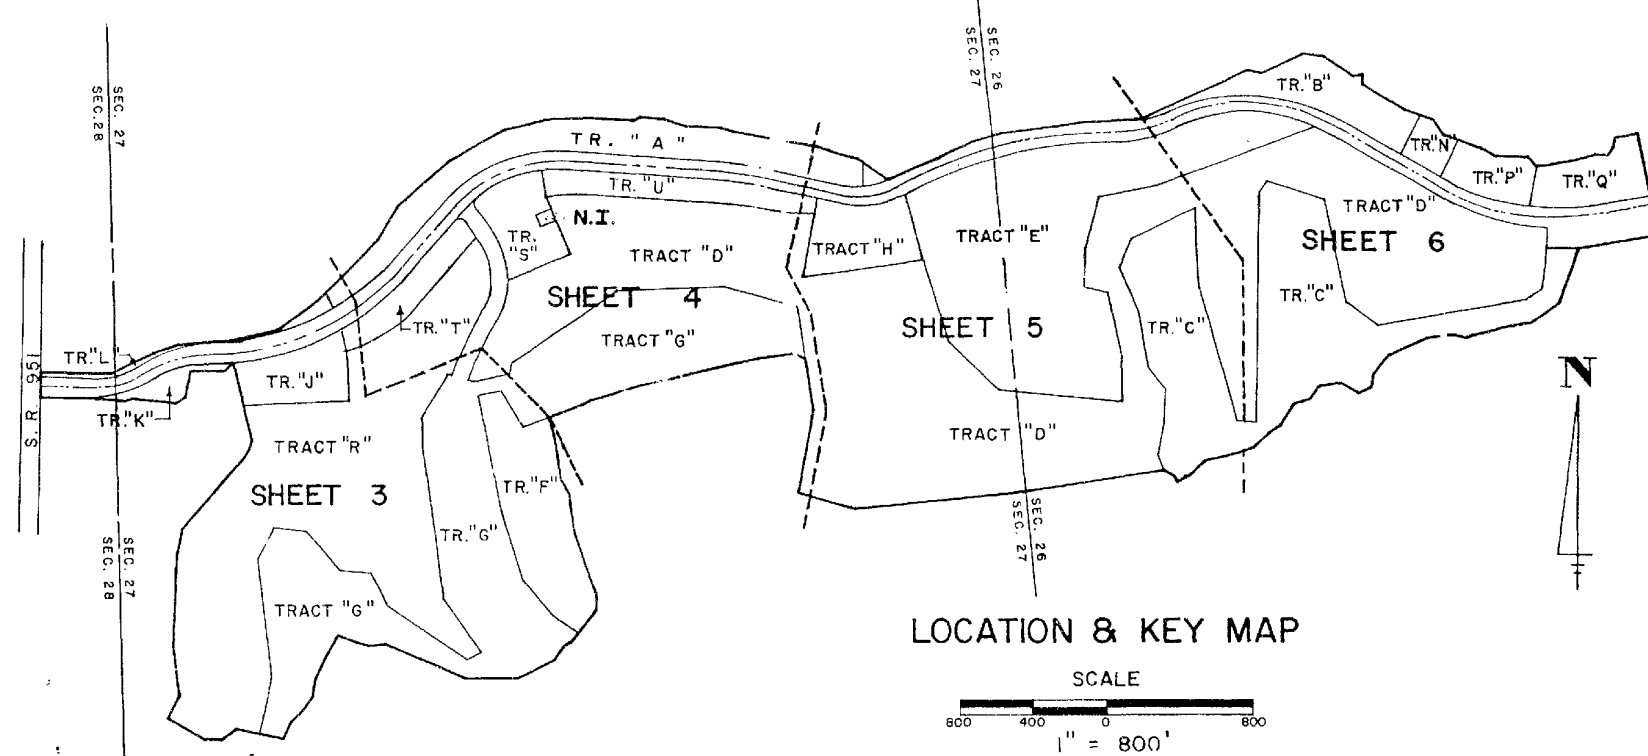 SEC. 27
SEC. 28
SEC. 26
SEC. 27
TR. "B"
TR. "A"
TR. "N"
TR. "P"
TR. "Q"
TR. "U"
N.I.
TR.
"S"
TRACT "D"
TRACT "H"
TRACT "E"
TRACT "D"
SHEET 6
SHEET 4
TR. "C"
TR. "T"
TRACT "G"
SHEET 5
TR. "C"
TR. "L"
S. R. 951
TR. "J"
TR. "K"
TRACT "R"
TRACT "D"
N
SHEET 3
TR. "F"
TR. "G"
SEC. 26
SEC. 27
SEC. 27
SEC. 28
TRACT "G"
LOCATION & KEY MAP
SCALE
800 400 0 800
1" = 800'